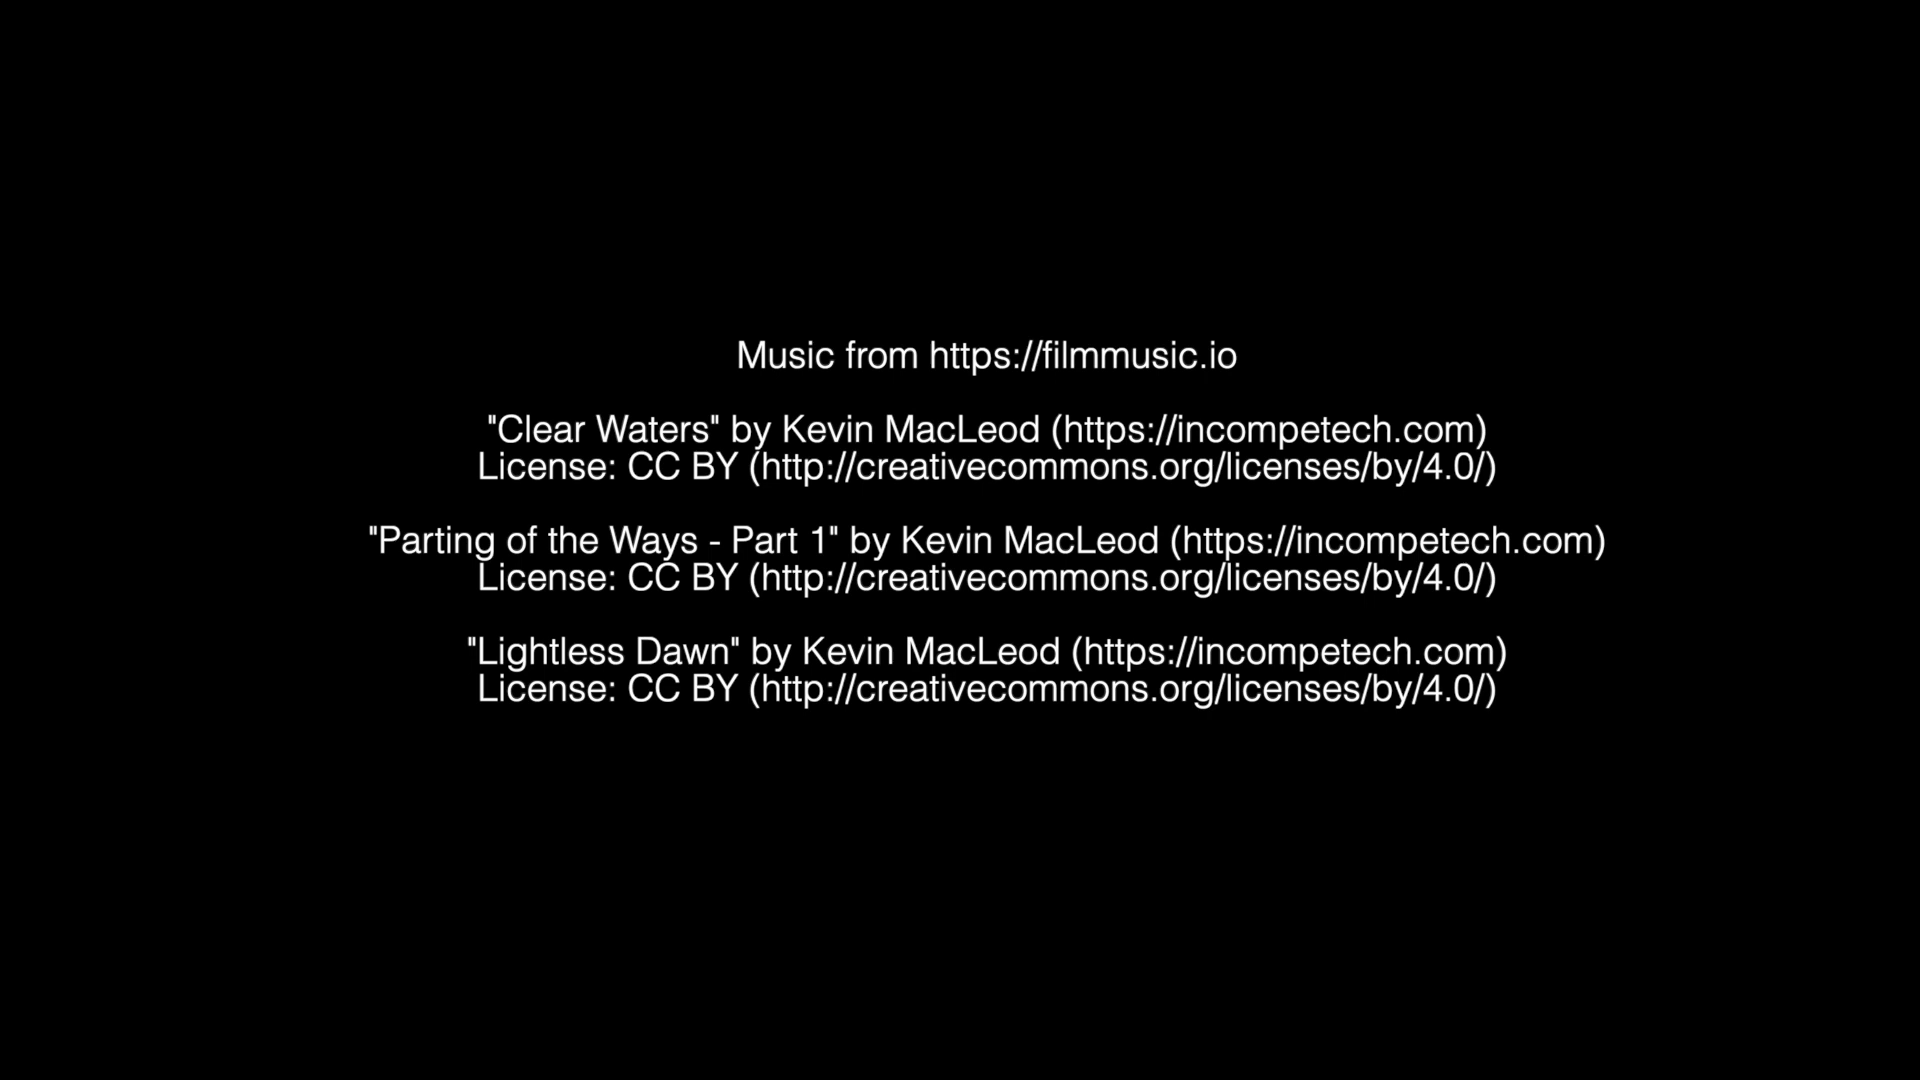 Music from https://filmmusic.io
"Clear Waters" by Kevin MacLeod (https://incompetech.com)
License: CC BY (http://creativecommons.org/licenses/by/4.0/)
"Parting of the Ways - Part 1" by Kevin MacLeod (https://incompetech.com)
License: CC BY (http://creativecommons.org/licenses/by/4.0/)
"Lightless Dawn" by Kevin MacLeod (https://incompetech.com)
License: CC BY (http://creativecommons.org/licenses/by/4.0/)